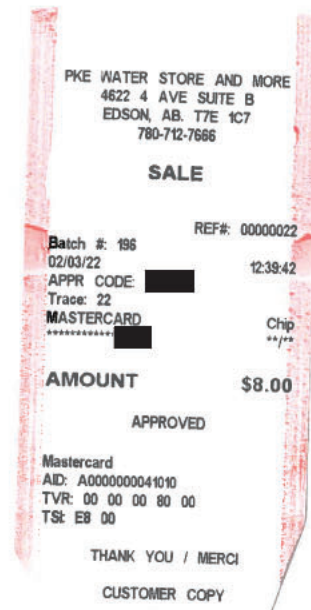 PKE WATER STORE AND MORE
4622 4 AVE SUITE B
EDSON, AB. T7E 1C7
780-712-7666
SALE
REF#: 00000022
Batch #: 196
02/03/22 12:39:42
APPR CODE:
Trace: 22
MASTERCARD Chip
************ **/**
AMOUNT $8.00
APPROVED
Mastercard
AID: A0000000041010
TVR: 00 00 00 80 00
TSI: E8 00
THANK YOU / MERCI
CUSTOMER COPY